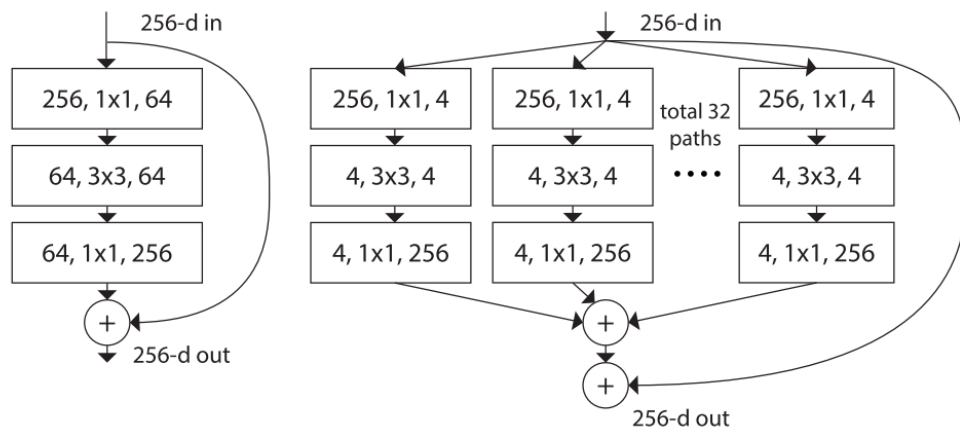 256-d in
256, 1x1, 64
64, 3x3, 64
64, 1x1, 256
+
256-d out
256-d in
256, 1x1, 4
256, 1x1, 4
total 32
paths
256, 1x1, 4
4, 3x3, 4
4, 3x3, 4
....
4, 3x3, 4
4, 1x1, 256
4, 1x1, 256
4, 1x1, 256
+
+
256-d out